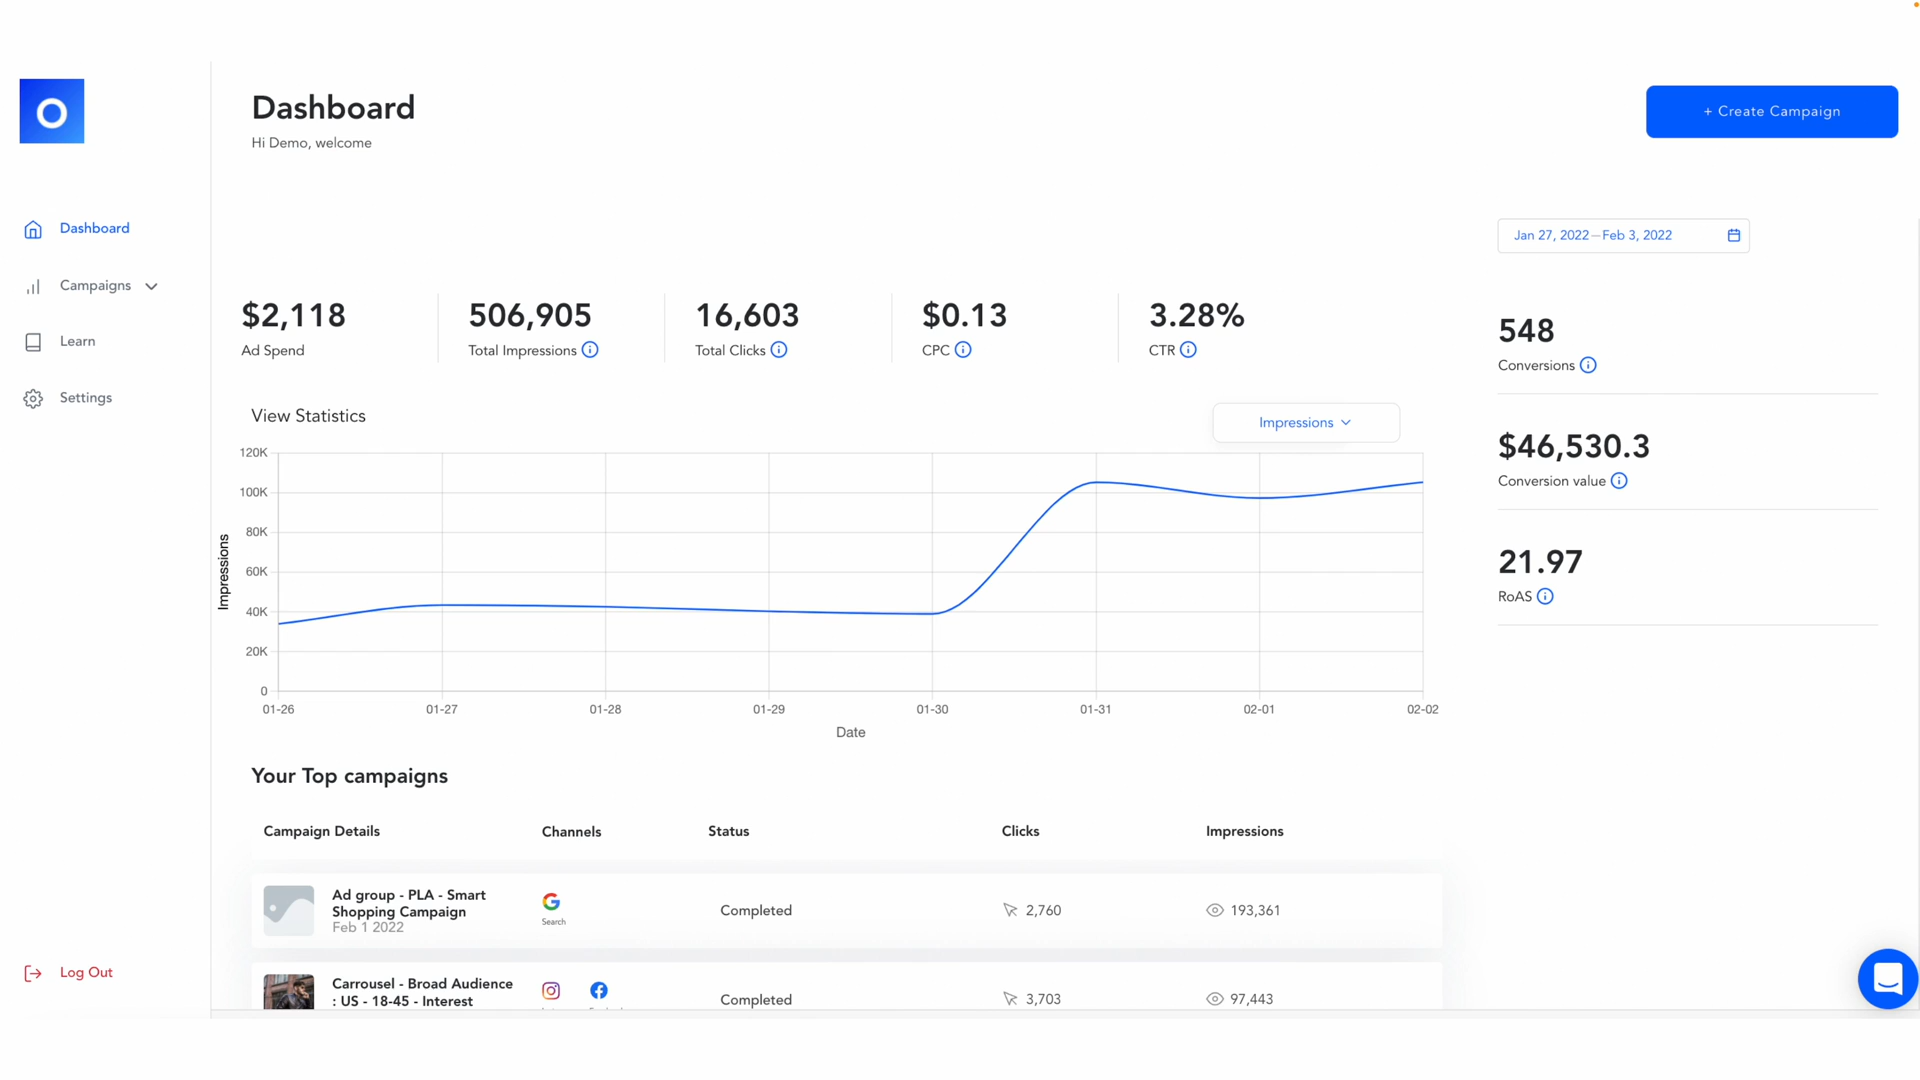 Dashboard
Hi Demo, welcome
+ Create Campaign
Dashboard
Campaigns
Learn
Settings
Log Out
Jan 27, 2022—Feb 3, 2022
$2,118
Ad Spend
506,905
Total Impressions
16,603
Total Clicks
$0.13
CPC
3.28%
CTR
548
Conversions
$46,530.3
Conversion value
21.97
RoAS
View Statistics
Impressions
120K
100K
80K
60K
40K
20K
0
Impressions
01-26 01-27 01-28 01-29 01-30 01-31 02-01 02-02
Date
Your Top campaigns
Campaign Details Channels Status Clicks Impressions
Ad group - PLA - Smart
Shopping Campaign
Feb 1 2022
Search
Completed
2,760
193,361
Carrousel - Broad Audience
: US - 18-45 - Interest
Completed
3,703
97,443